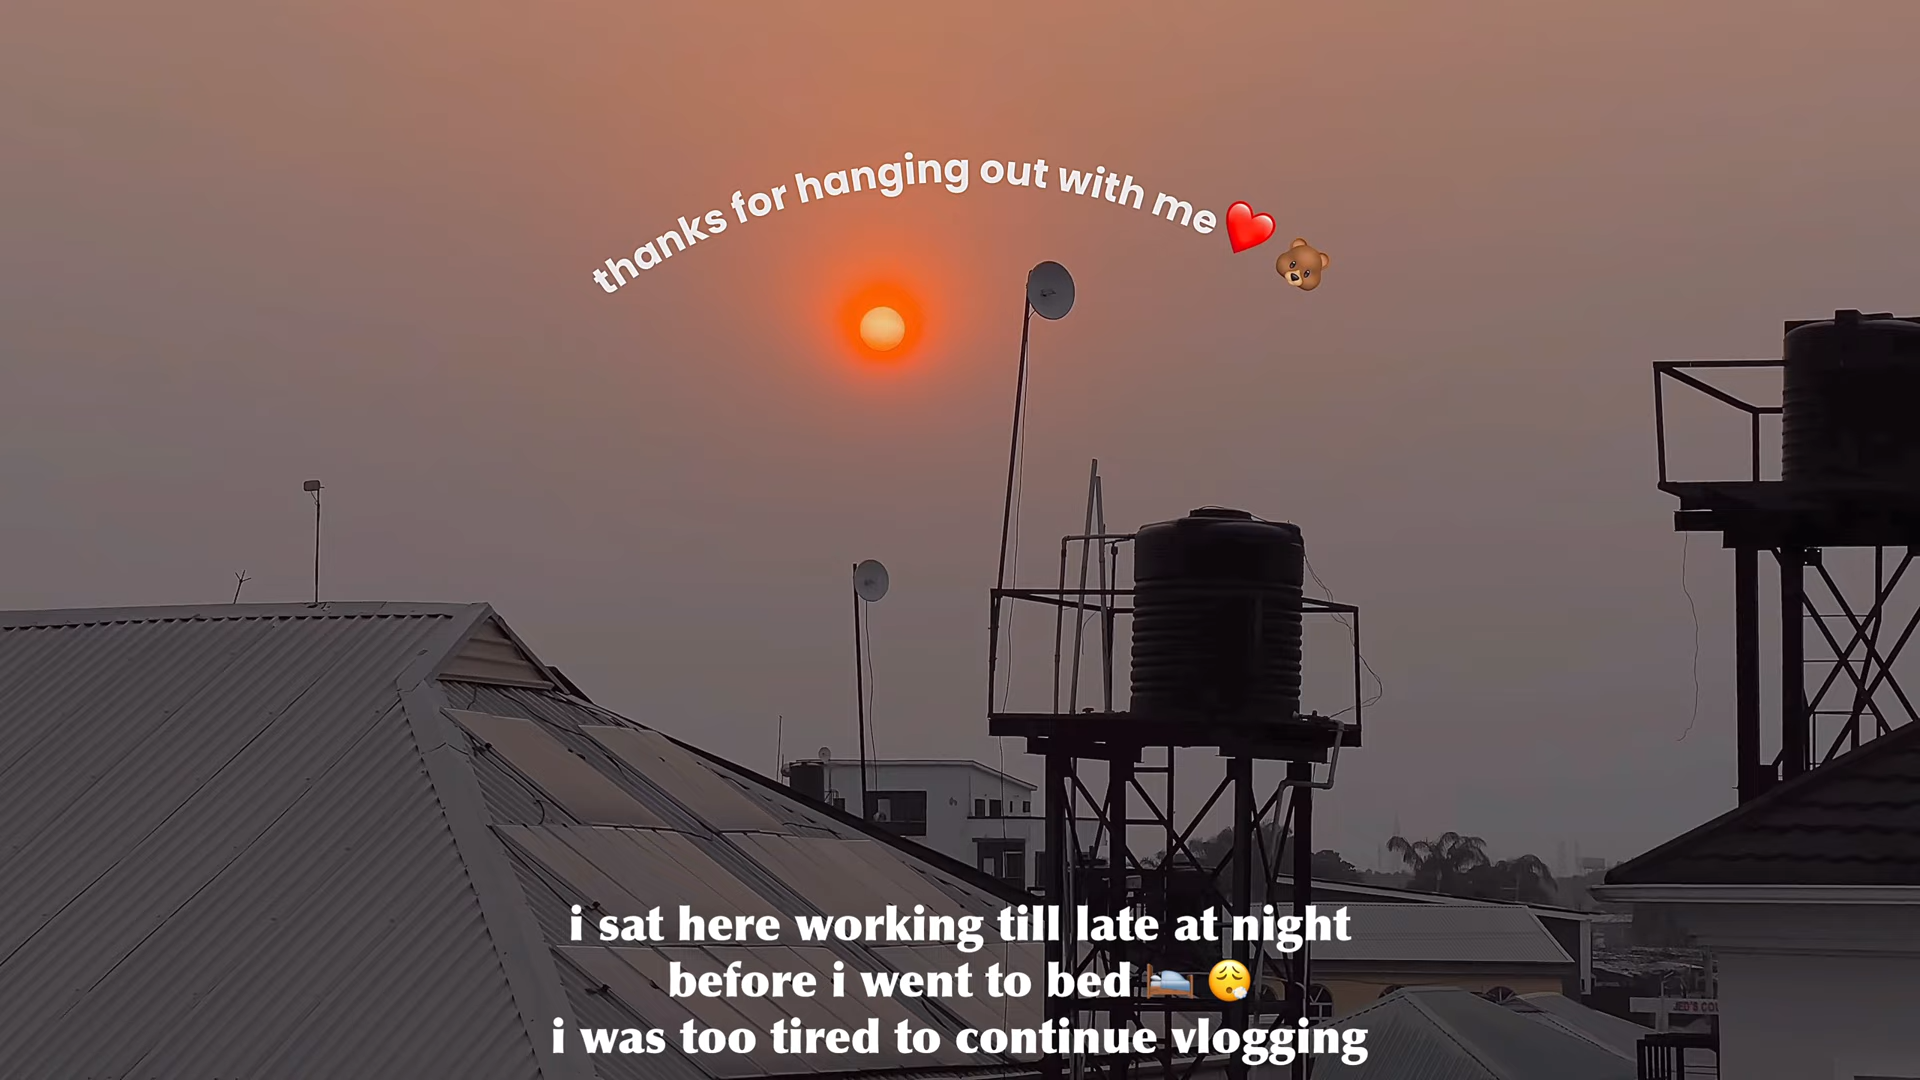 thanks for hanging out with me ❤️🐻
i sat here working till late at night
before i went to bed 🛌 😮‍💨
i was too tired to continue vlogging
JED'S